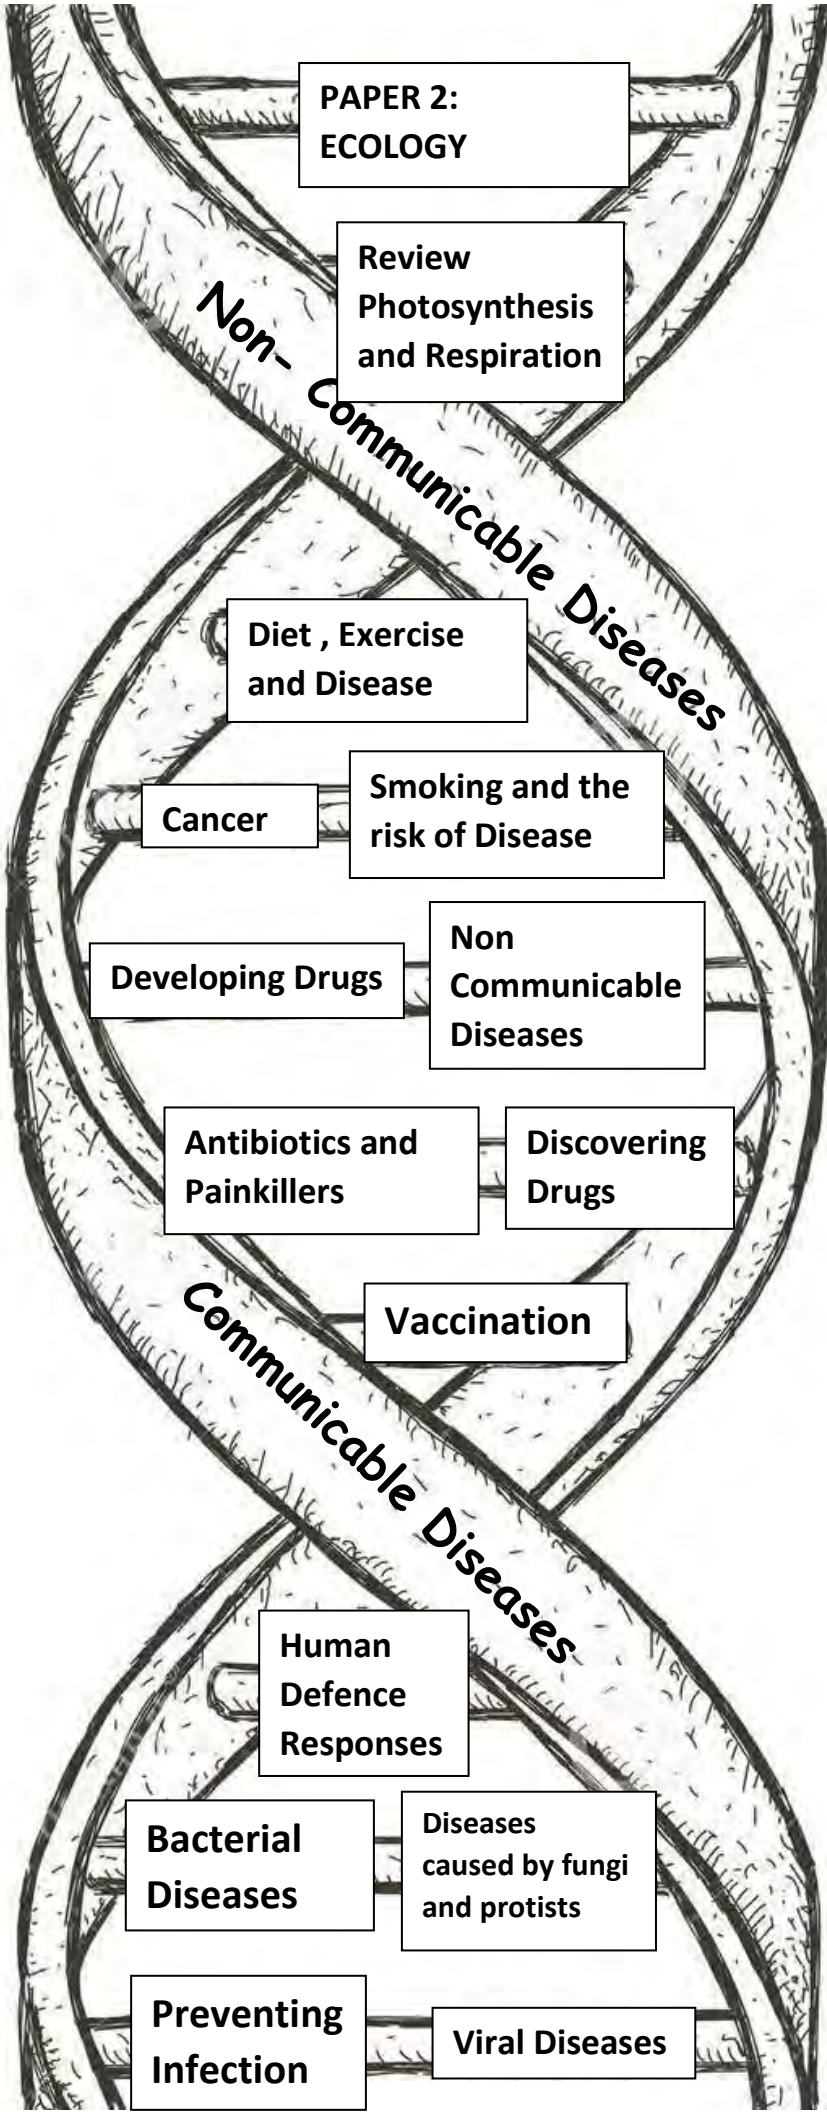 PAPER 2:
ECOLOGY
Review
Photosynthesis
and Respiration
Non- Communicable Diseases
Diet , Exercise
and Disease
Cancer
Smoking and the
risk of Disease
Developing Drugs
Non
Communicable
Diseases
Antibiotics and
Painkillers
Discovering
Drugs
Vaccination
Communicable Diseases
Human
Defence
Responses
Bacterial
Diseases
Diseases
caused by fungi
and protists
Preventing
Infection
Viral Diseases